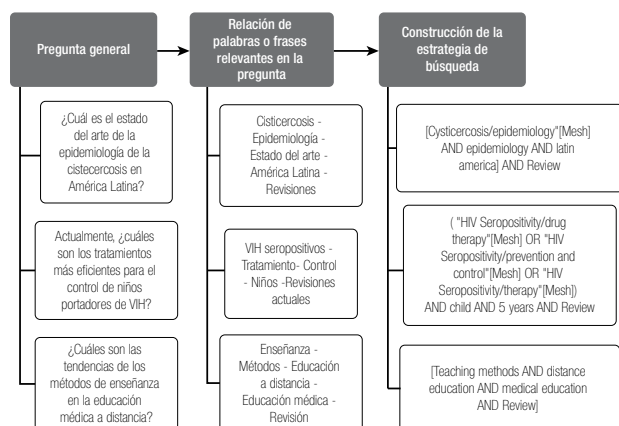 Pregunta general
Relación de
palabras o frases
relevantes en la
pregunta
Construcción de la
estrategia de
búsqueda
¿Cuál es el estado
del arte de la
epidemiología de la
cistecercosis en
América Latina?
Cisticercosis -
Epidemiología -
Estado del arte -
América Latina -
Revisiones
[Cysticercosis/epidemiology"[Mesh]
AND epidemiology AND latin
america] AND Review
Actualmente, ¿cuáles
son los tratamientos
más eficientes para el
control de niños
portadores de VIH?
VIH seropositivos -
Tratamiento- Control
- Niños -Revisiones
actuales
( "HIV Seropositivity/drug
therapy"[Mesh] OR "HIV
Seropositivity/prevention and
control"[Mesh] OR "HIV
Seropositivity/therapy"[Mesh])
AND child AND 5 years AND Review
¿Cuáles son las
tendencias de los
métodos de enseñanza
en la educación
médica a distancia?
Enseñanza -
Métodos - Educación
a distancia -
Educación médica -
Revisión
[Teaching methods AND distance
education AND medical education
AND Review]